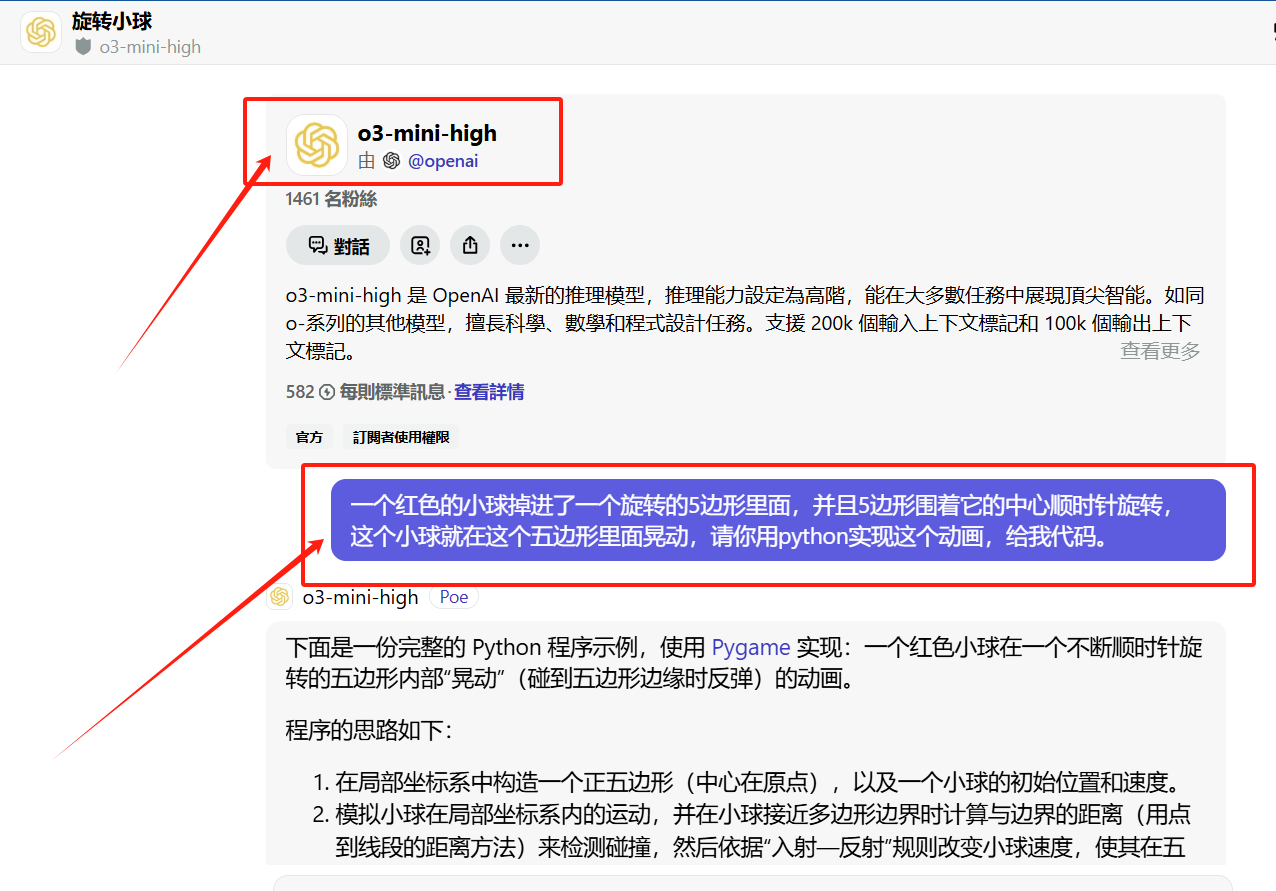 旋转小球
o3-mini-high
o3-mini-high
由 @openai
1461 名粉絲
對話
o3-mini-high 是 OpenAI 最新的推理模型，推理能力設定為高階，能在大多數任務中展現頂尖智能。如同
o-系列的其他模型，擅長科學、數學和程式設計任務。支援 200k 個輸入上下文標記和 100k 個輸出上下
文標記。
查看更多
582 每則標準訊息·查看詳情
官方 訂閱者使用權限
一个红色的小球掉进了一个旋转的5边形里面，并且5边形围着它的中心顺时针旋转，
这个小球就在这个五边形里面晃动，请你用python实现这个动画，给我代码。
o3-mini-high Poe
下面是一份完整的 Python 程序示例，使用 Pygame 实现：一个红色小球在一个不断顺时针旋
转的五边形内部“晃动”（碰到五边形边缘时反弹）的动画。
程序的思路如下：
1. 在局部坐标系中构造一个正五边形（中心在原点），以及一个小球的初始位置和速度。
2. 模拟小球在局部坐标系内的运动，并在小球接近多边形边界时计算与边界的距离（用点
到线段的距离方法）来检测碰撞，然后依据“入射—反射”规则改变小球速度，使其在五